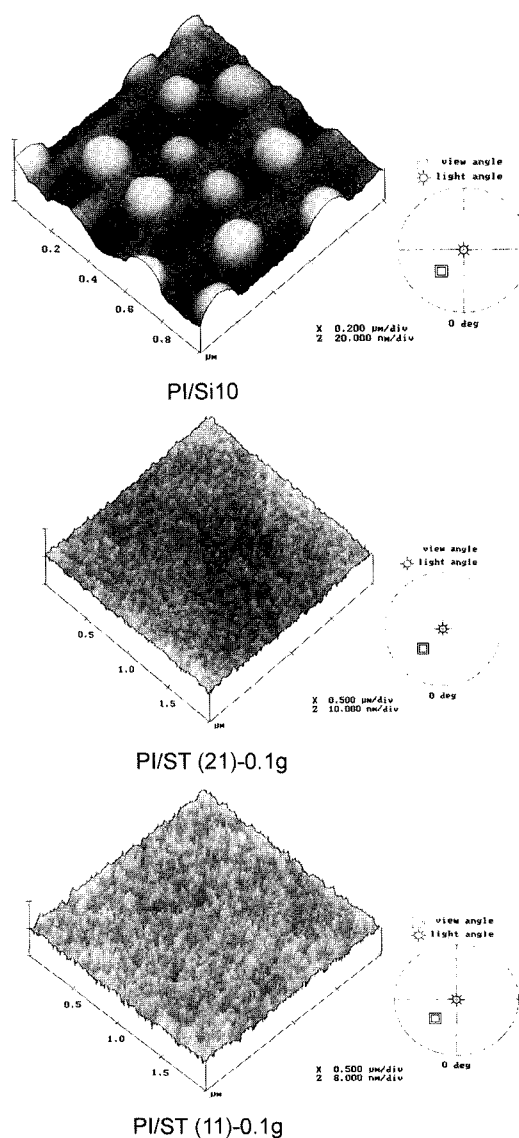 view angle
light angle
0.2
0.4
0.6
0.8
μm
0 deg
X 0.200 μm/div
Z 20.000 nm/div
PI/Si10
view angle
light angle
0.5
1.0
1.5
μm
0 deg
X 0.500 μm/div
Z 10.000 nm/div
PI/ST (21)-0.1g
view angle
light angle
0.5
1.0
1.5
μm
0 deg
X 0.500 μm/div
Z 8.000 nm/div
PI/ST (11)-0.1g